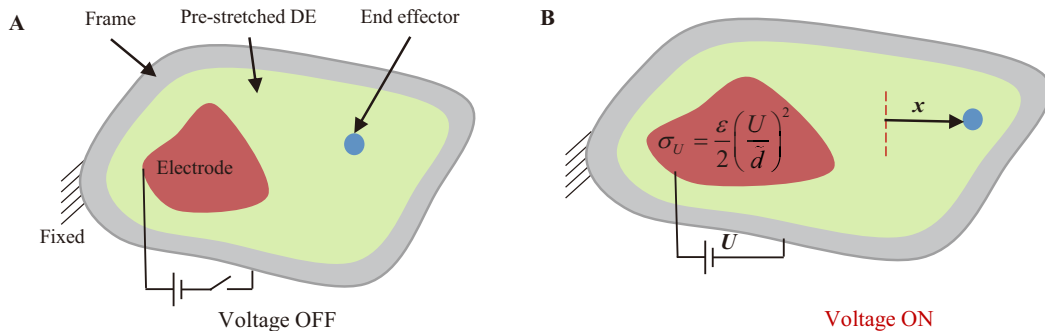 A
Frame
Pre-stretched DE
End effector
Electrode
Fixed
Voltage OFF
B
x
σ_U = ε/2 (U/d̃)²
U
Voltage ON